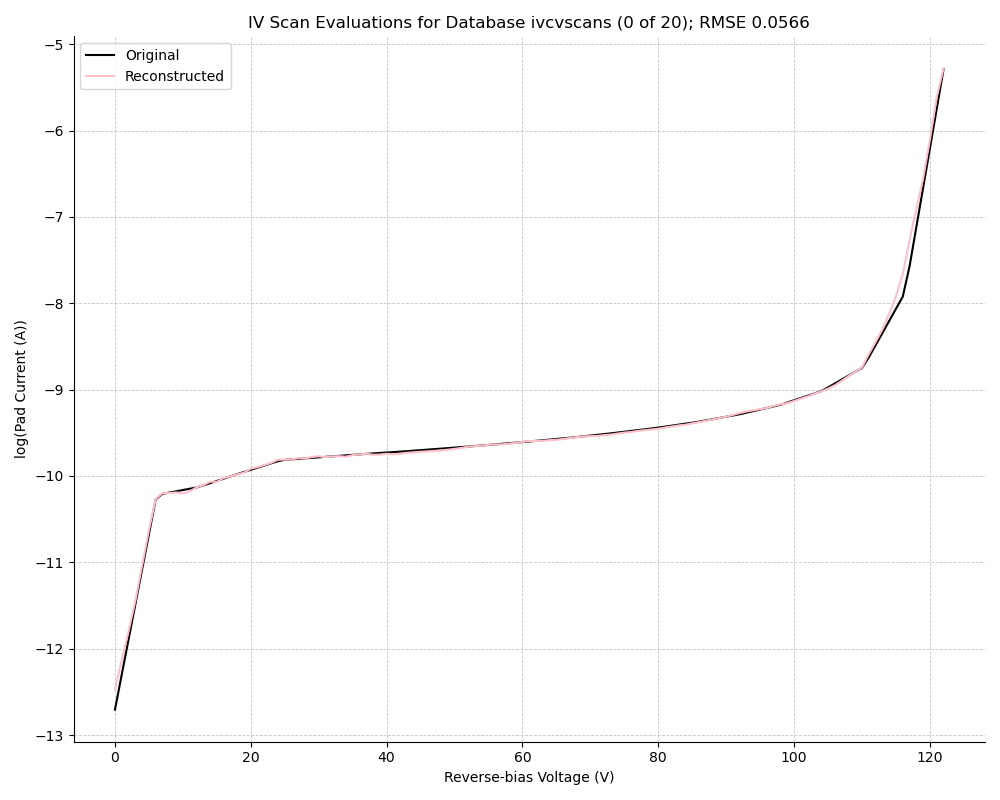 IV Scan Evaluations for Database ivcvscans (0 of 20); RMSE 0.0566
Original
Reconstructed
−5
−6
−7
−8
−9
−10
−11
−12
−13
log(Pad Current (A))
0 20 40 60 80 100 120
Reverse-bias Voltage (V)